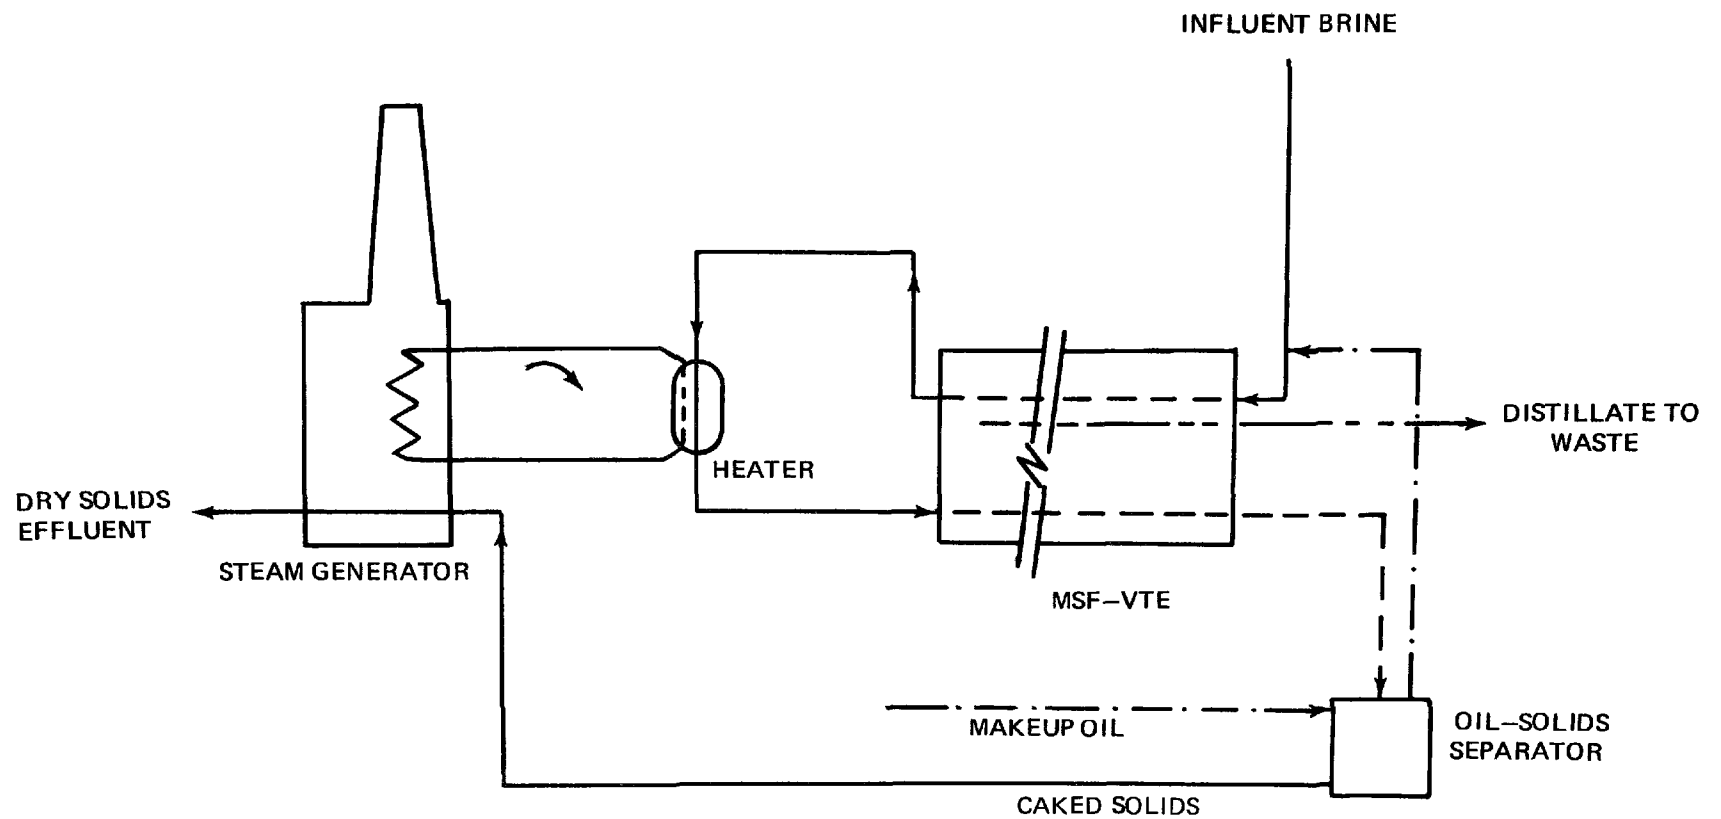 INFLUENT BRINE
DISTILLATE TO
WASTE
HEATER
DRY SOLIDS
EFFLUENT
STEAM GENERATOR
MSF–VTE
MAKEUP OIL
OIL–SOLIDS
SEPARATOR
CAKED SOLIDS